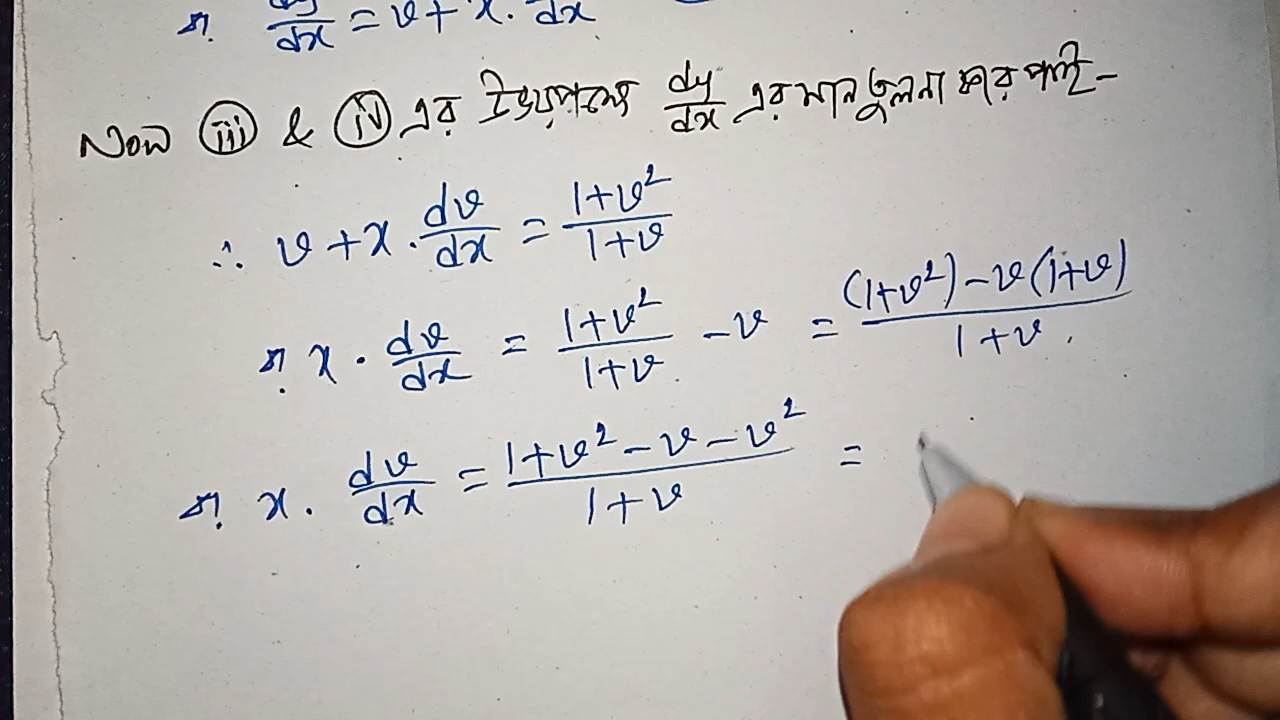 বা, dy/dx = v + x. dv/dx
Now (iii) & (iv) এর উভয়পক্ষে dy/dx এর মান তুলনা করে পাই-
∴ v + x . dv/dx = (1+v²)/(1+v)
বা, x . dv/dx = (1+v²)/(1+v) - v = ((1+v²) - v(1+v))/(1+v) .
বা, x . dv/dx = (1+v² - v - v²)/(1+v) =